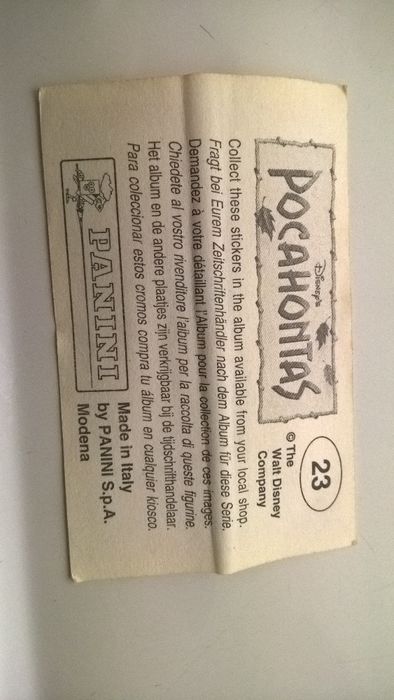 Disney's
POCAHONTAS
23
© The
Walt Disney
Company
Collect these stickers in the album available from your local shop.
Fragt bei Eurem Zeitschriftenhändler nach dem Album für diese Serie.
Demandez à votre détaillant l'Album pour la collection de ces images.
Chiedete al vostro rivenditore l'album per la raccolta di queste figurine.
Het album en de andere plaatjes zijn verkrijgbaar bij de tijdschrifthandelaar.
Para coleccionar estos cromos compra tu álbum en cualquier kiosco.
PANINI
Made in Italy
by PANINI S.p.A.
Modena